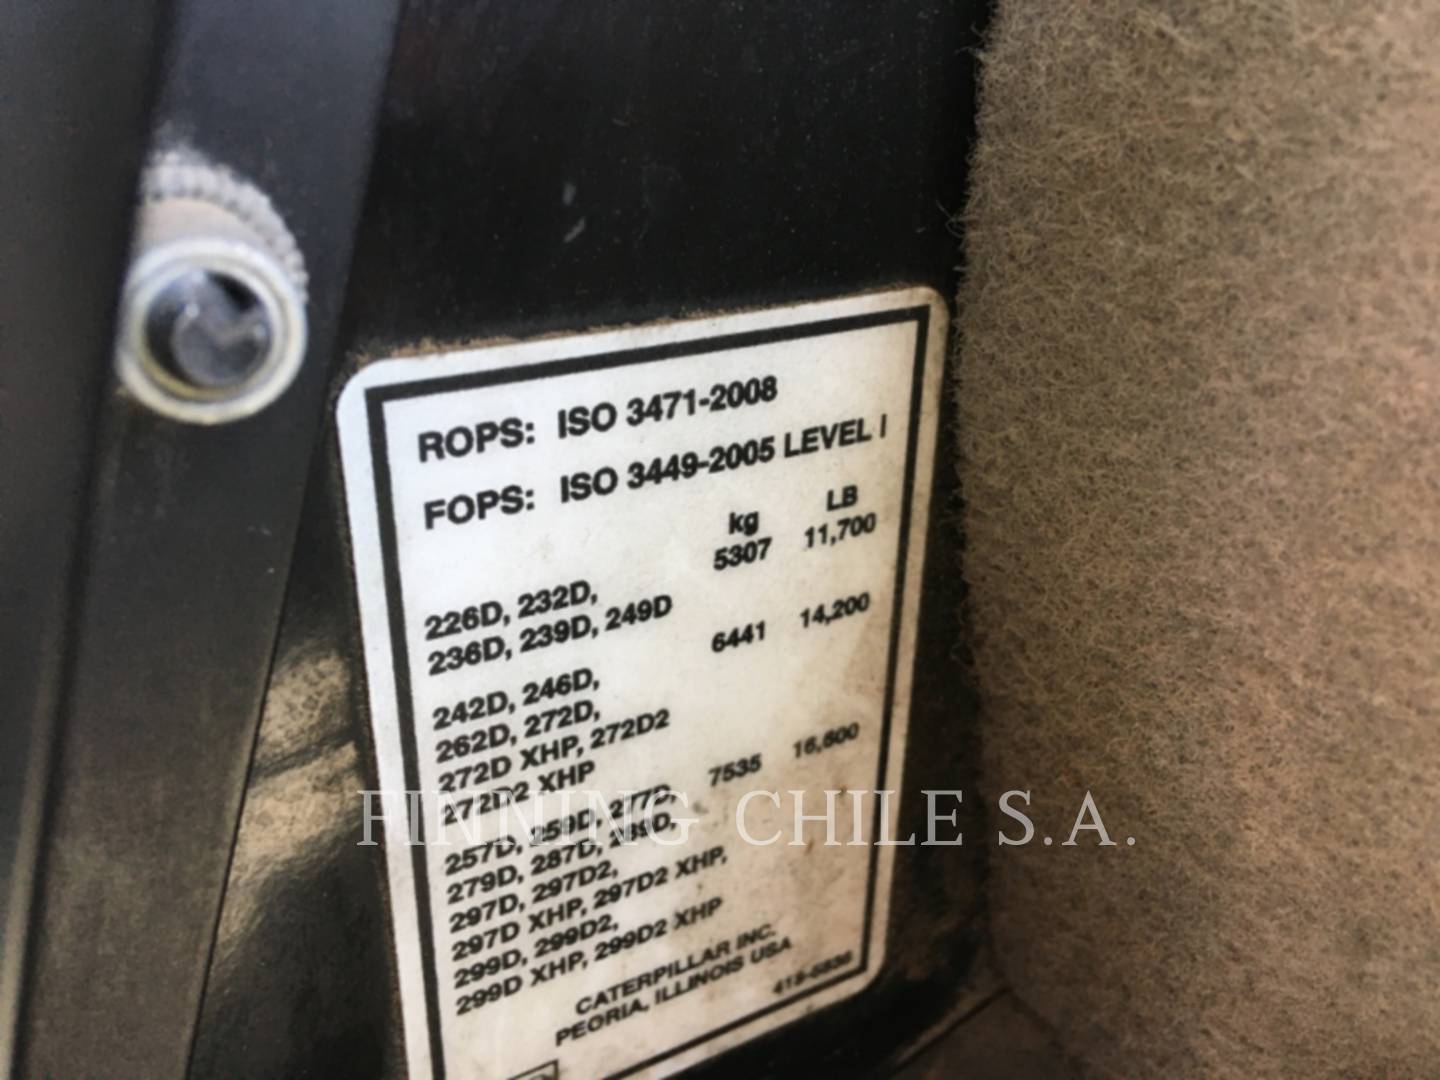 ROPS: ISO 3471-2008
FOPS: ISO 3449-2005 LEVEL I
kg LB
5307 11,700
226D, 232D,
236D, 239D, 249D
6441 14,200
242D, 246D,
262D, 272D,
272D XHP, 272D2
272D2 XHP
7535 16,600
257D, 259D, 277D,
279D, 287D, 289D,
297D, 297D2,
297D XHP, 297D2 XHP,
299D, 299D2,
299D XHP, 299D2 XHP
CATERPILLAR INC.
PEORIA, ILLINOIS USA
FINNING CHILE S.A.